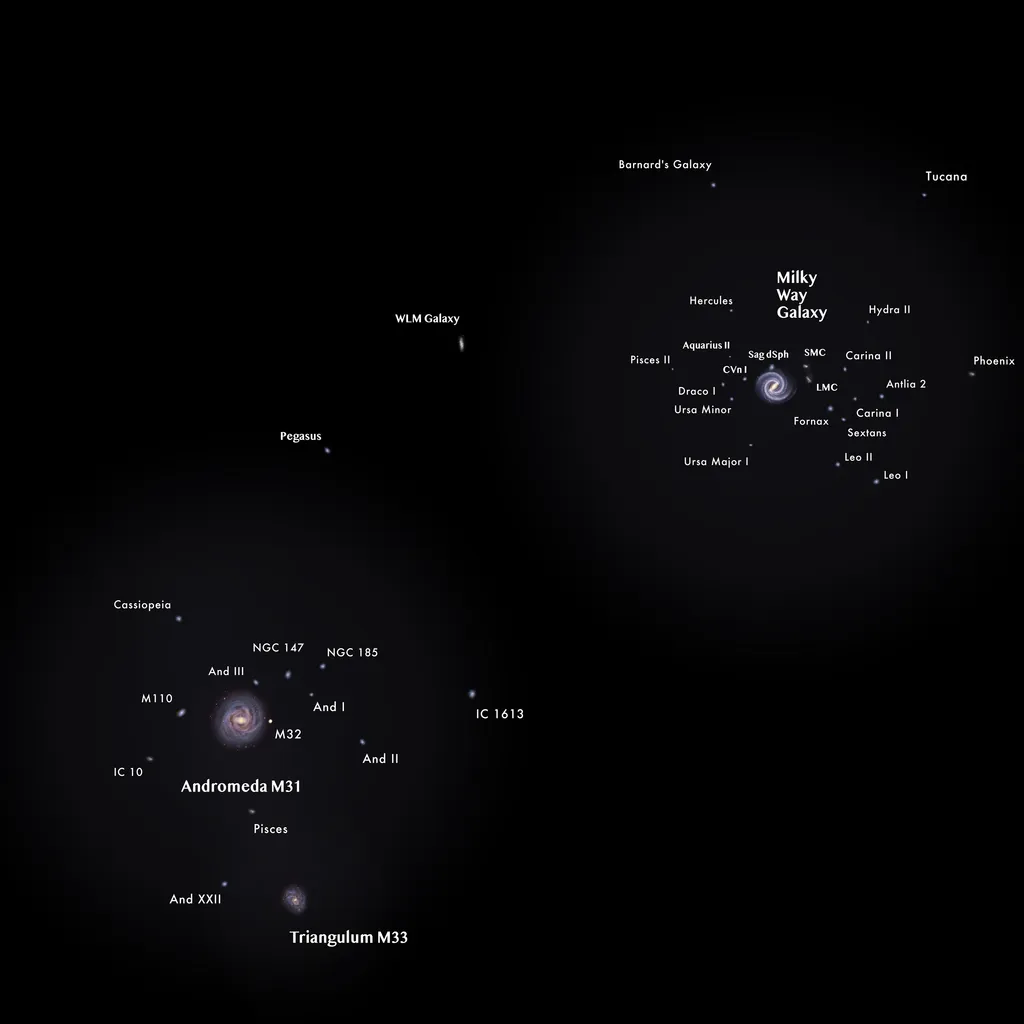 Barnard's Galaxy
Tucana
Milky
Way
Galaxy
Hercules
Hydra II
WLM Galaxy
Aquarius II
Sag dSph
SMC
Pisces II
Carina II
Phoenix
CVn I
Draco I
LMC
Antlia 2
Ursa Minor
Carina I
Fornax
Sextans
Pegasus
Ursa Major I
Leo II
Leo I
Cassiopeia
NGC 147
NGC 185
And III
M110
And I
IC 1613
M32
And II
IC 10
Andromeda M31
Pisces
And XXII
Triangulum M33